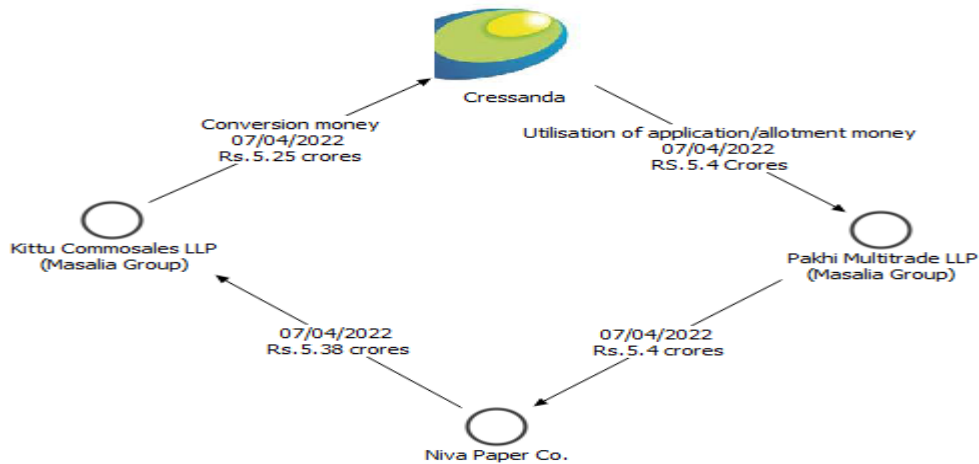 Cressanda
Conversion money
07/04/2022
Rs.5.25 crores
Utilisation of application/allotment money
07/04/2022
RS.5.4 Crores
Kittu Commosales LLP
(Masalia Group)
Pakhi Multitrade LLP
(Masalia Group)
07/04/2022
Rs.5.38 crores
07/04/2022
Rs.5.4 crores
Niva Paper Co.